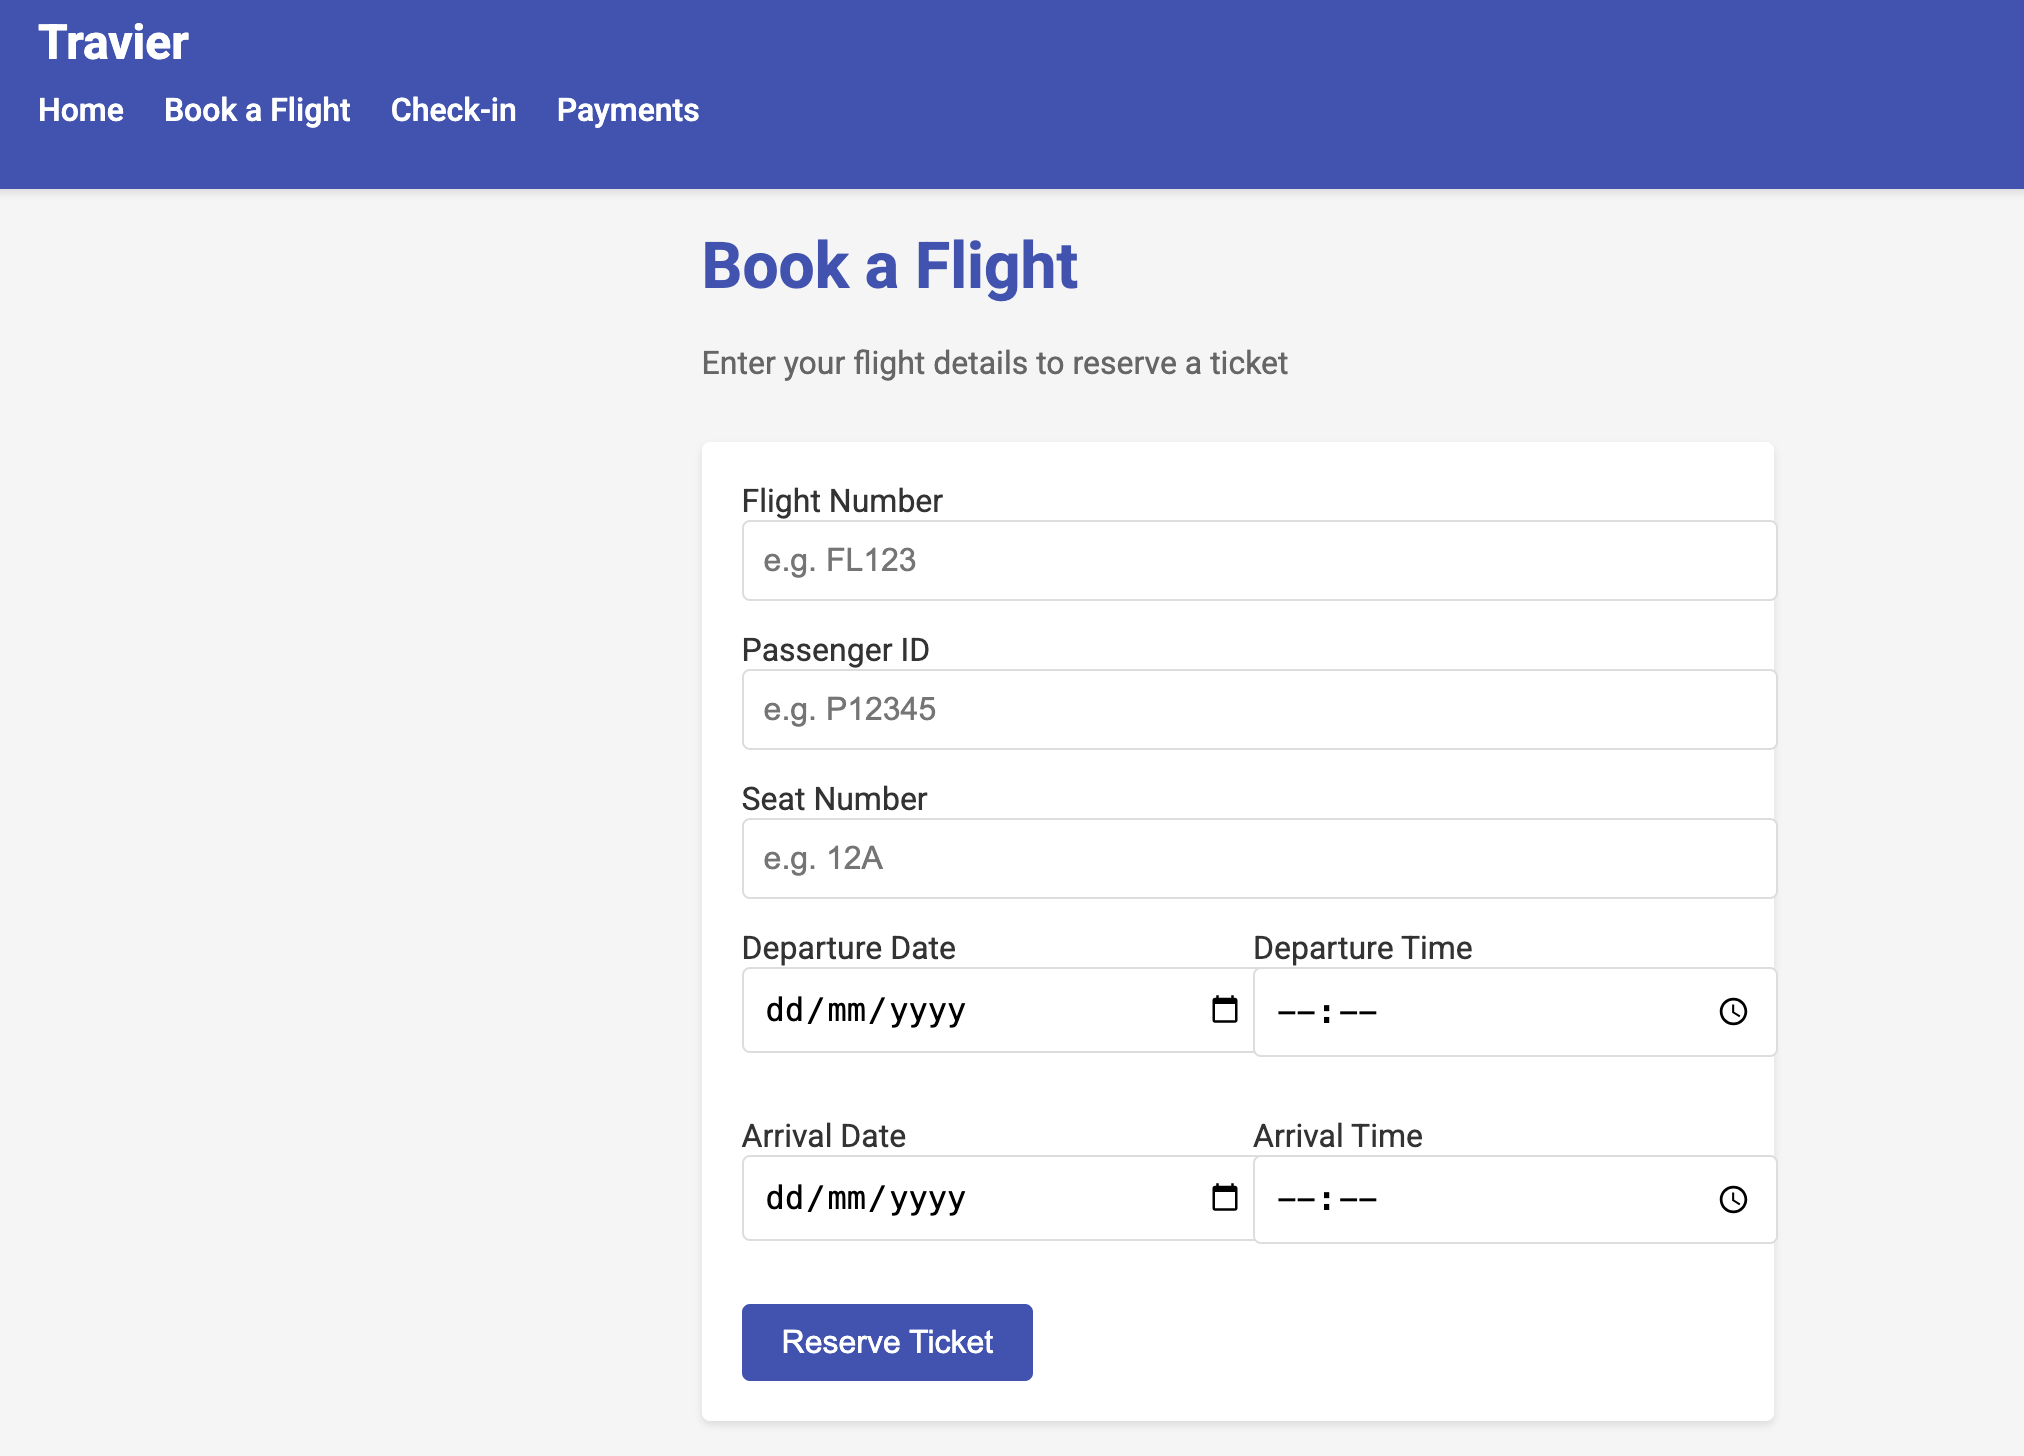 Travier
Home Book a Flight Check-in Payments
Book a Flight
Enter your flight details to reserve a ticket
Flight Number
e.g. FL123
Passenger ID
e.g. P12345
Seat Number
e.g. 12A
Departure Date Departure Time
dd/mm/yyyy --:--
Arrival Date Arrival Time
dd/mm/yyyy --:--
Reserve Ticket